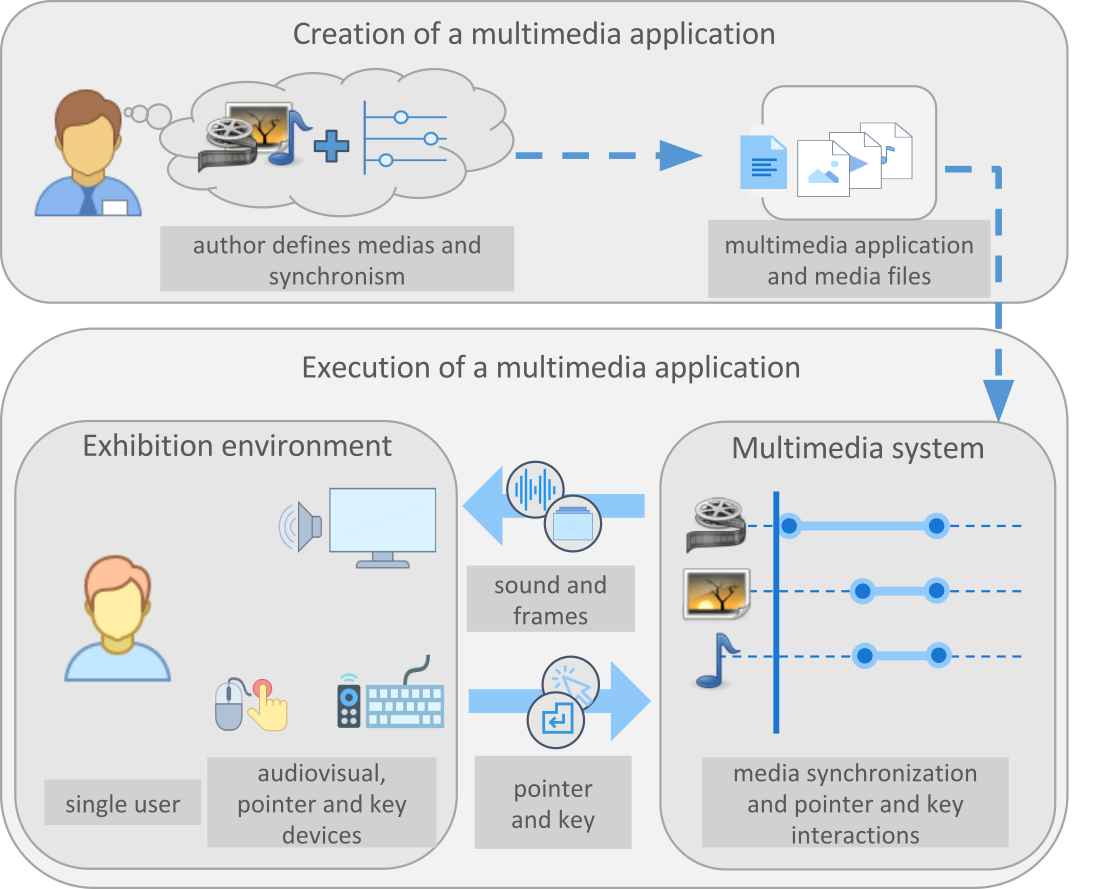 Creation of a multimedia application
author defines medias and
synchronism
multimedia application
and media files
Execution of a multimedia application
Exhibition environment
Multimedia system
sound and
frames
single user
audiovisual,
pointer and key
devices
pointer
and key
media synchronization
and pointer and key
interactions